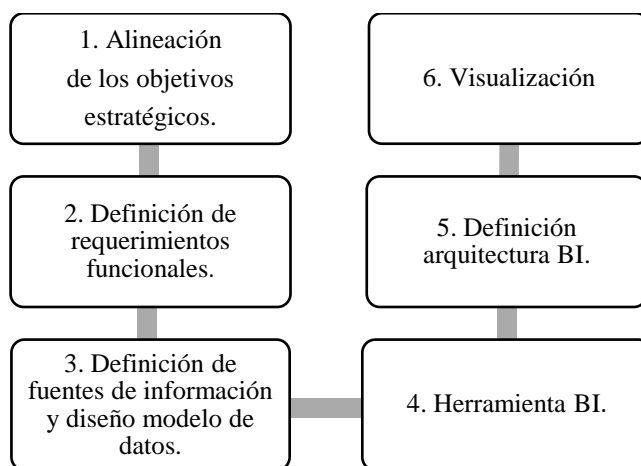 1. Alineación
de los objetivos
estratégicos.
2. Definición de
requerimientos
funcionales.
3. Definición de
fuentes de información
y diseño modelo de
datos.
4. Herramienta BI.
5. Definición
arquitectura BI.
6. Visualización